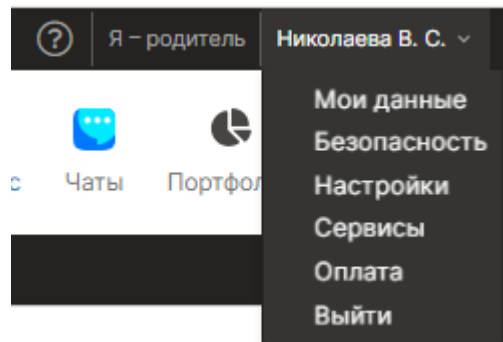 ? Я – родитель Николаева В. С.
Чаты Портфол
Мои данные
Безопасность
Настройки
Сервисы
Оплата
Выйти